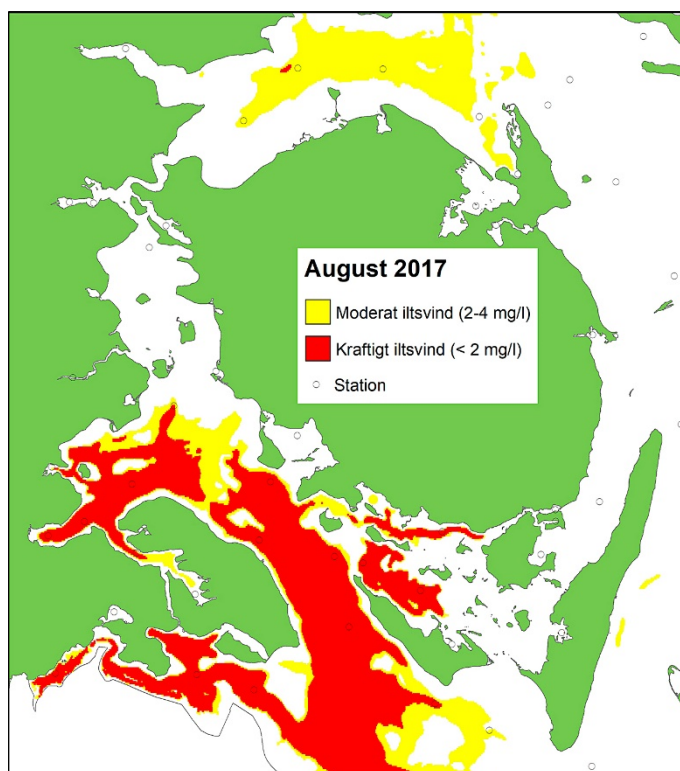 August 2017
Moderat iltsvind (2-4 mg/l)
Kraftigt iltsvind (< 2 mg/l)
Station